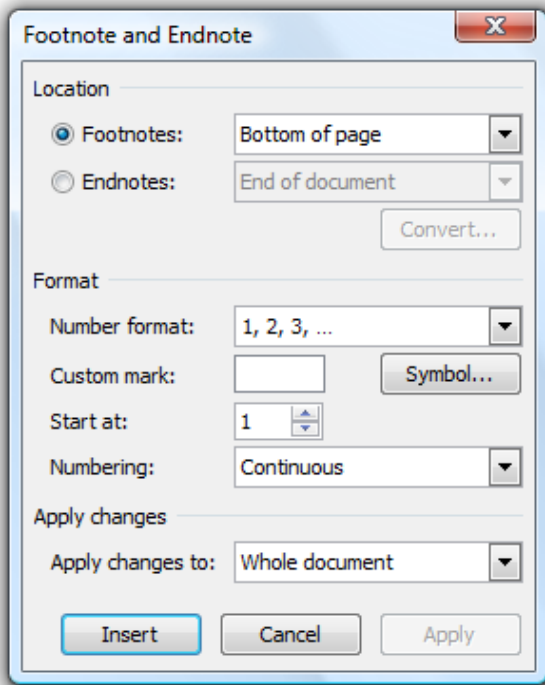 Footnote and Endnote
Location
Footnotes: Bottom of page
Endnotes: End of document
Convert...
Format
Number format: 1, 2, 3, ...
Custom mark: Symbol...
Start at: 1
Numbering: Continuous
Apply changes
Apply changes to: Whole document
Insert Cancel Apply